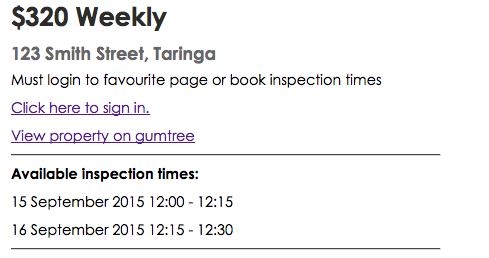 $320 Weekly
123 Smith Street, Taringa
Must login to favourite page or book inspection times
Click here to sign in.
View property on gumtree
Available inspection times:
15 September 2015 12:00 - 12:15
16 September 2015 12:15 - 12:30